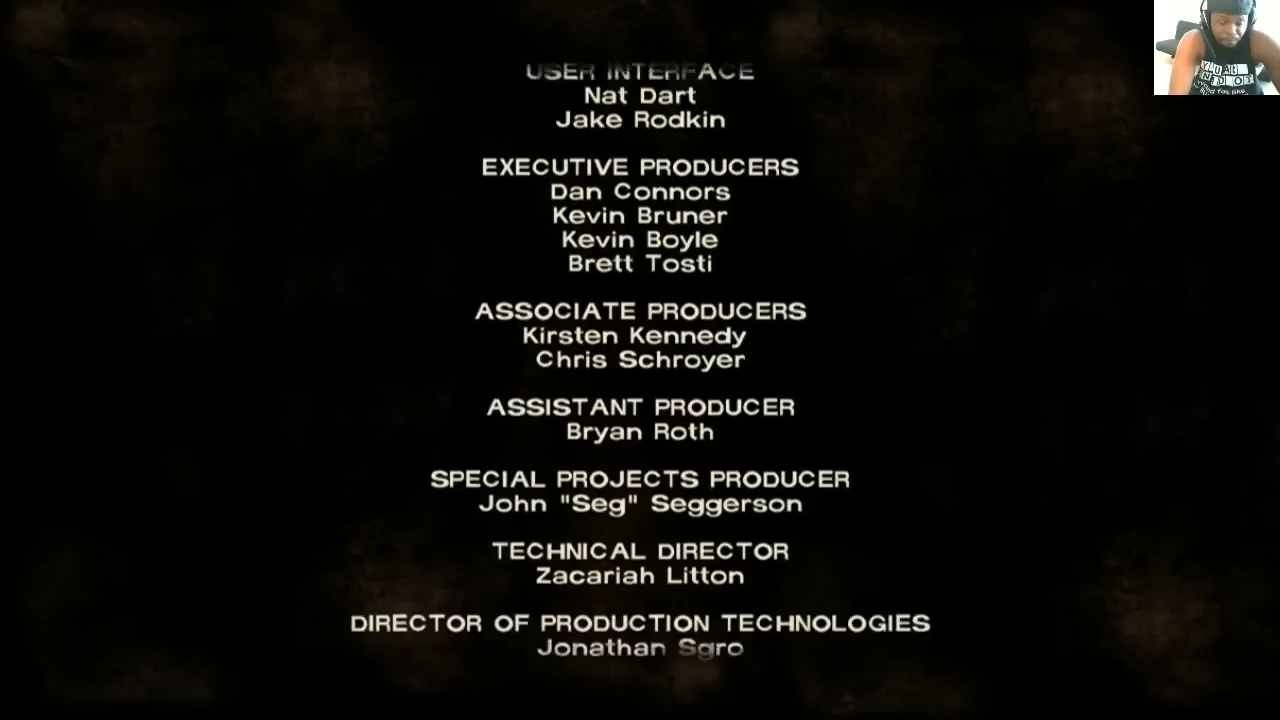 USER INTERFACE
Nat Dart
Jake Rodkin
EXECUTIVE PRODUCERS
Dan Connors
Kevin Bruner
Kevin Boyle
Brett Tosti
ASSOCIATE PRODUCERS
Kirsten Kennedy
Chris Schroyer
ASSISTANT PRODUCER
Bryan Roth
SPECIAL PROJECTS PRODUCER
John "Seg" Seggerson
TECHNICAL DIRECTOR
Zacariah Litton
DIRECTOR OF PRODUCTION TECHNOLOGIES
Jonathan Sgro